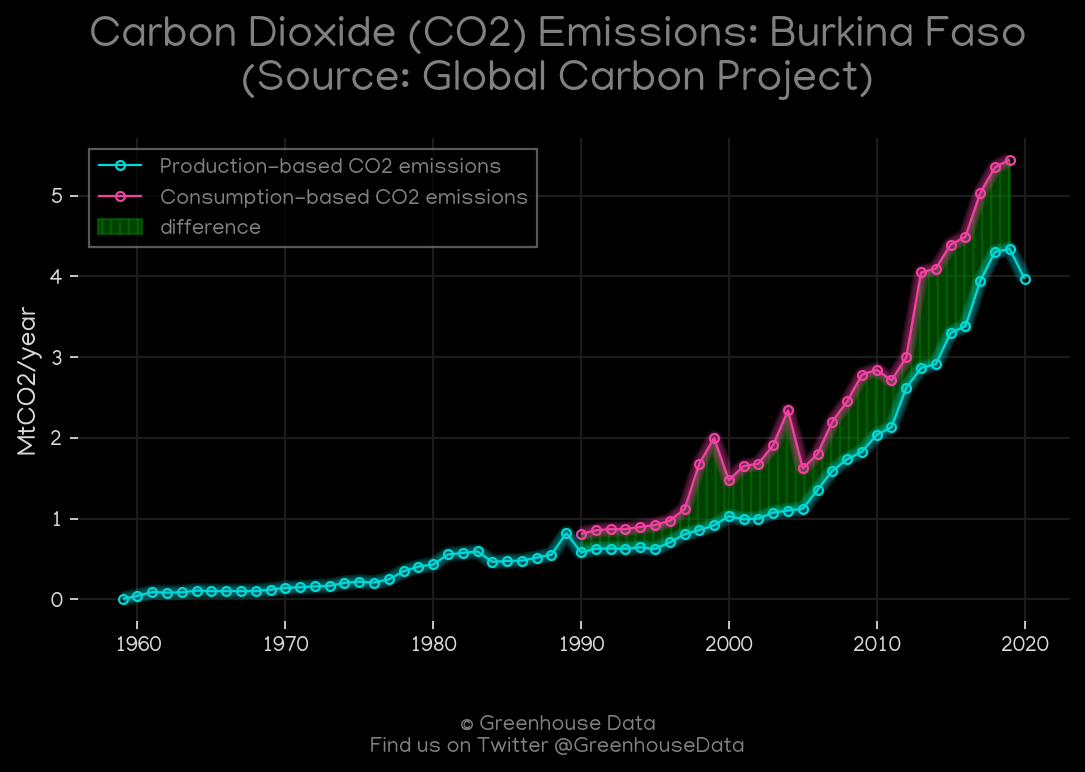 Carbon Dioxide (CO2) Emissions: Burkina Faso
(Source: Global Carbon Project)
Production-based CO2 emissions
Consumption-based CO2 emissions
difference
MtCO2/year
5
4
3
2
1
0
1960 1970 1980 1990 2000 2010 2020
© Greenhouse Data
Find us on Twitter @GreenhouseData